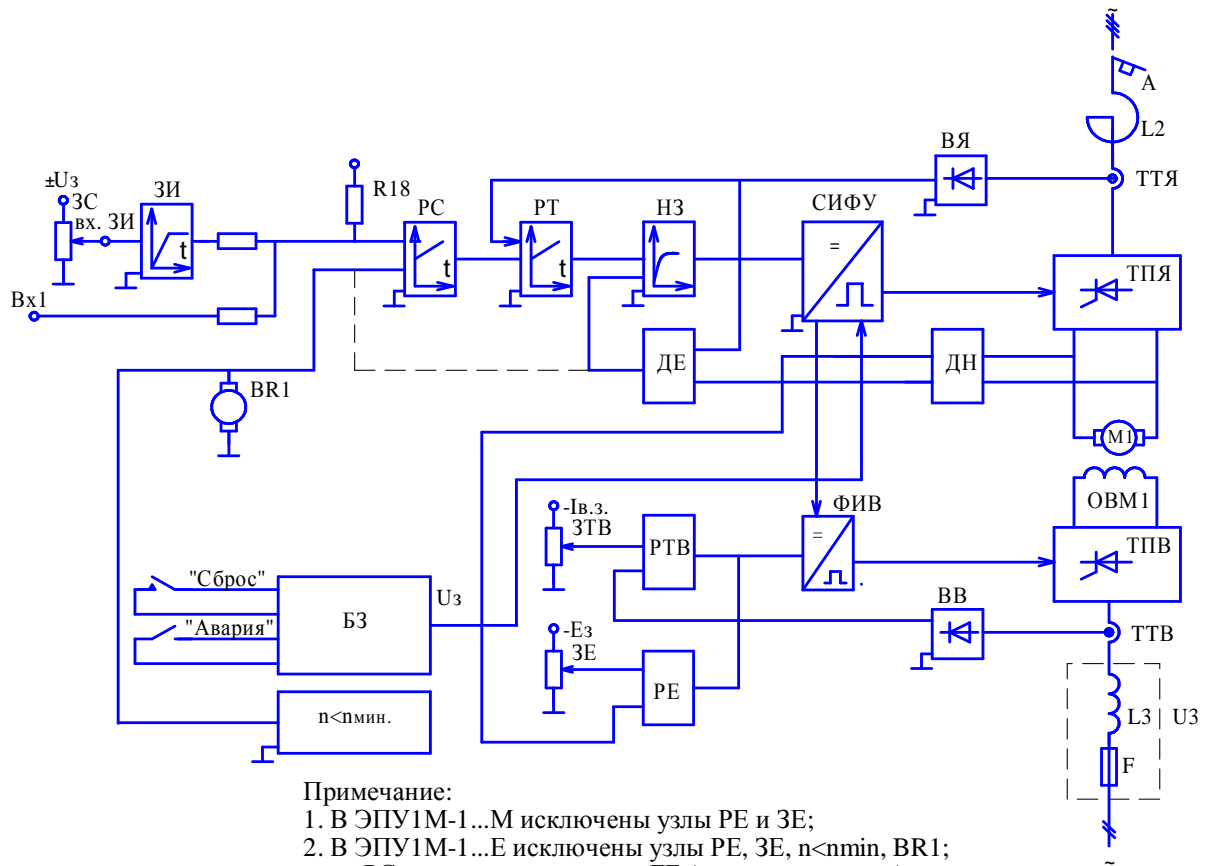 ~
A
L2
ВЯ
ТТЯ
±Uз
ЗС
вх. ЗИ
ЗИ
t
R18
РС
t
РТ
t
НЗ
СИФУ
=
ТПЯ
Вх1
ДЕ
ДН
BR1
М1
ОВМ1
-Iв.з.
ЗТВ
РТВ
ФИВ
=
ТПВ
"Сброс"
"Авария"
БЗ
Uз
ВВ
ТТВ
-Ез
ЗЕ
РЕ
n<nмин.
L3
U3
F
Примечание:
1. В ЭПУ1М-1...М исключены узлы РЕ и ЗЕ;
2. В ЭПУ1М-1...Е исключены узлы РЕ, ЗЕ, n<nmin, BR1;
~